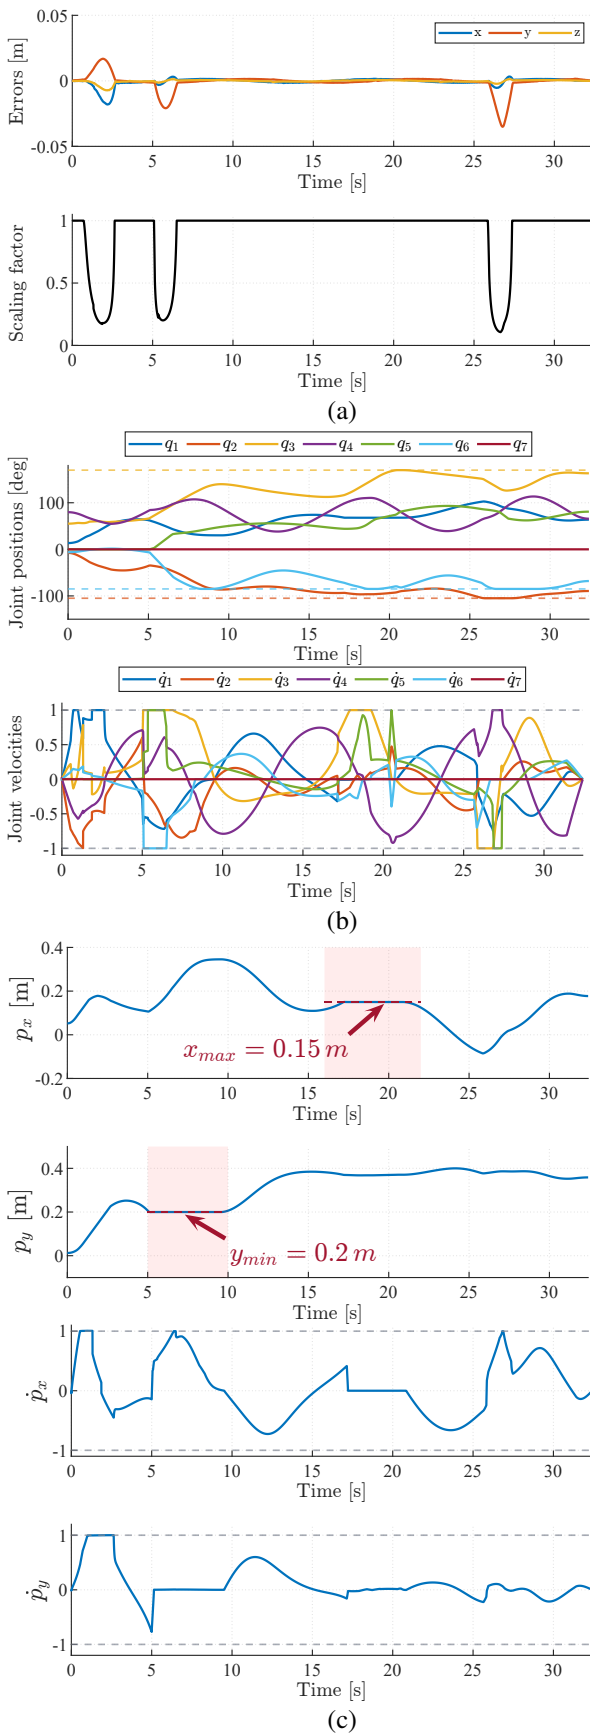 0.05
0
-0.05
Errors [m]
x y z
0 5 10 15 20 25 30
Time [s]
1
0.5
0
Scaling factor
0 5 10 15 20 25 30
Time [s]
(a)
q₁ q₂ q₃ q₄ q₅ q₆ q₇
100
0
-100
Joint positions [deg]
0 5 10 15 20 25 30
Time [s]
q̇₁ q̇₂ q̇₃ q̇₄ q̇₅ q̇₆ q̇₇
1
0.5
0
-0.5
-1
Joint velocities
0 5 10 15 20 25 30
Time [s]
(b)
0.4
0.2
0
-0.2
pₓ [m]
xₘₐₓ = 0.15 m
0 5 10 15 20 25 30
Time [s]
0.4
0.2
0
p_y [m]
y_min = 0.2 m
0 5 10 15 20 25 30
Time [s]
1
0
-1
ṗₓ
0 5 10 15 20 25 30
Time [s]
1
0
-1
ṗ_y
0 5 10 15 20 25 30
Time [s]
(c)